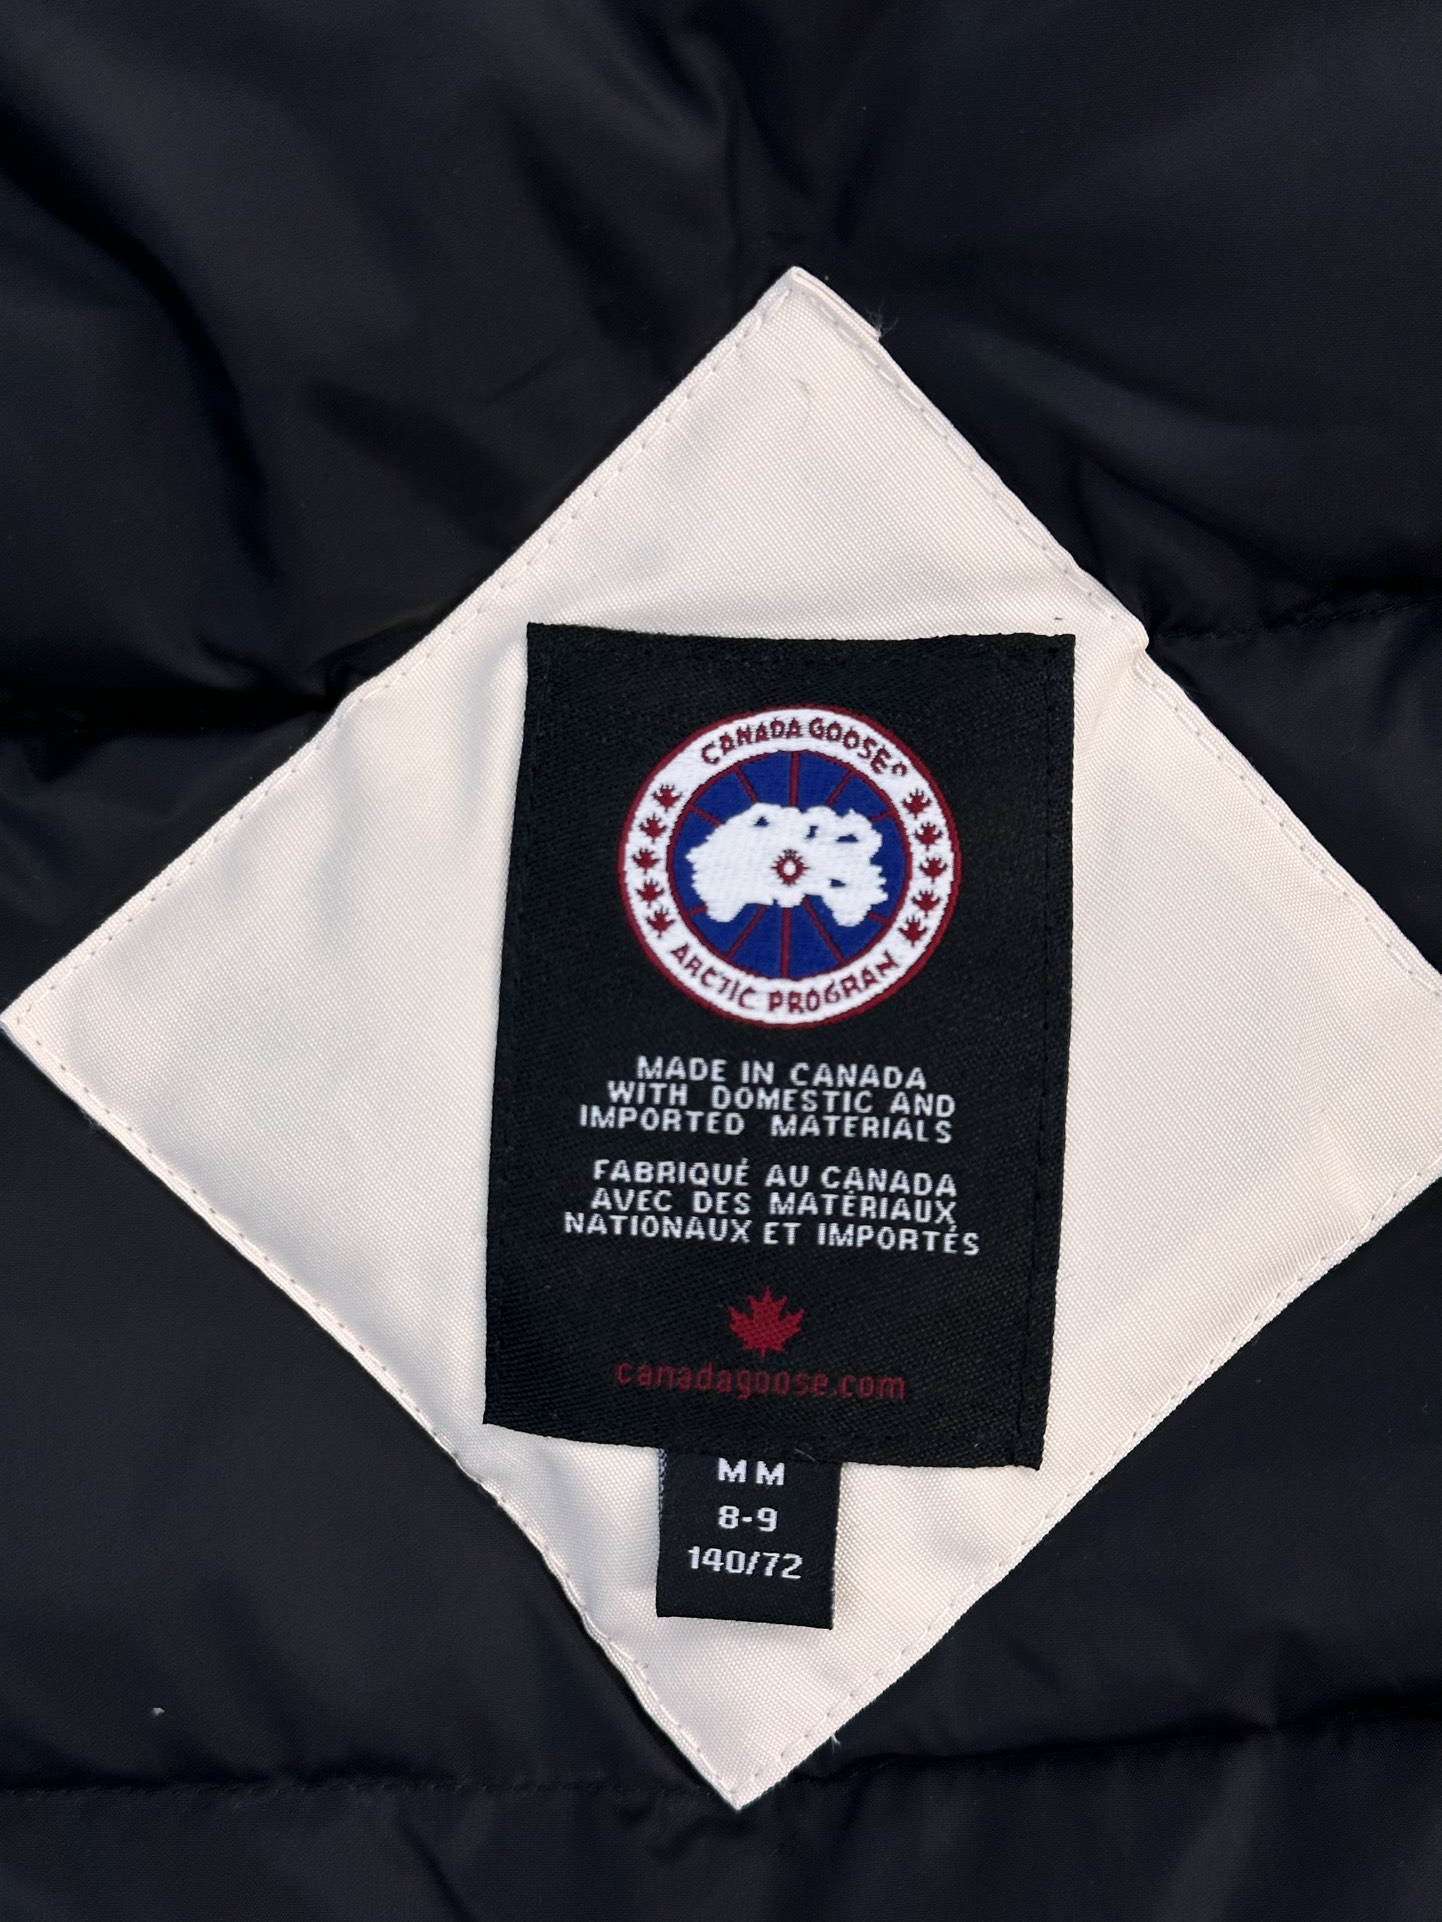 CANADA GOOSE
ARCTIC PROGRAM
MADE IN CANADA
WITH DOMESTIC AND
IMPORTED MATERIALS
FABRIQUÉ AU CANADA
AVEC DES MATÉRIAUX
NATIONAUX ET IMPORTÉS
canadagoose.com
MM
8-9
140/72